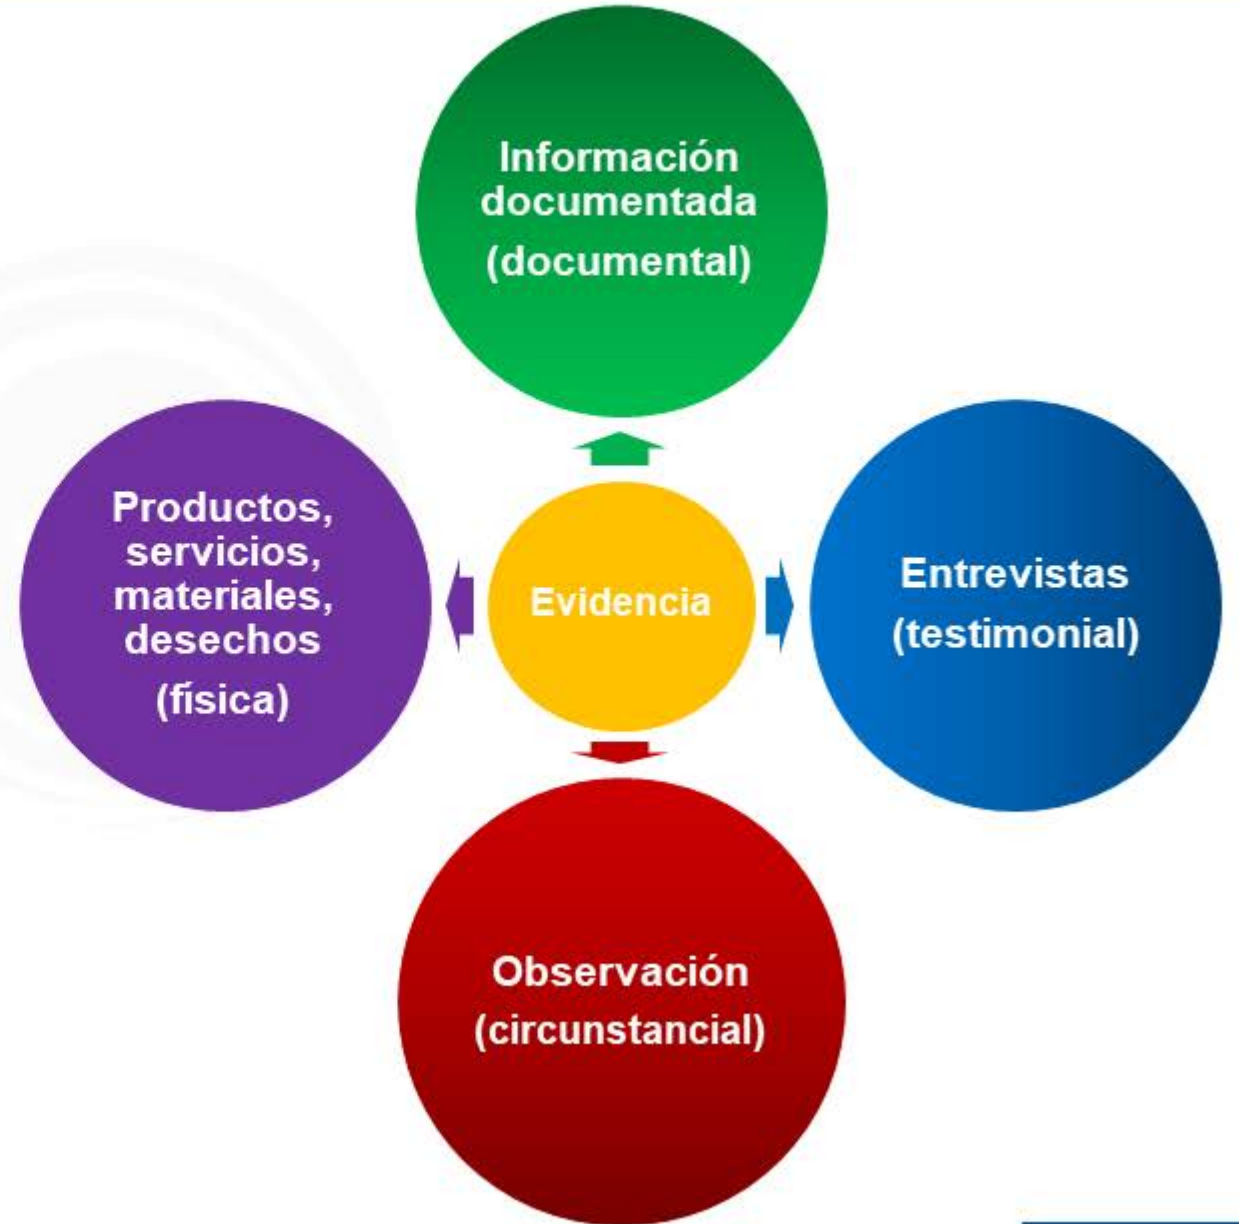 Información
documentada
(documental)
Productos,
servicios,
materiales,
desechos
(física)
Evidencia
Entrevistas
(testimonial)
Observación
(circunstancial)